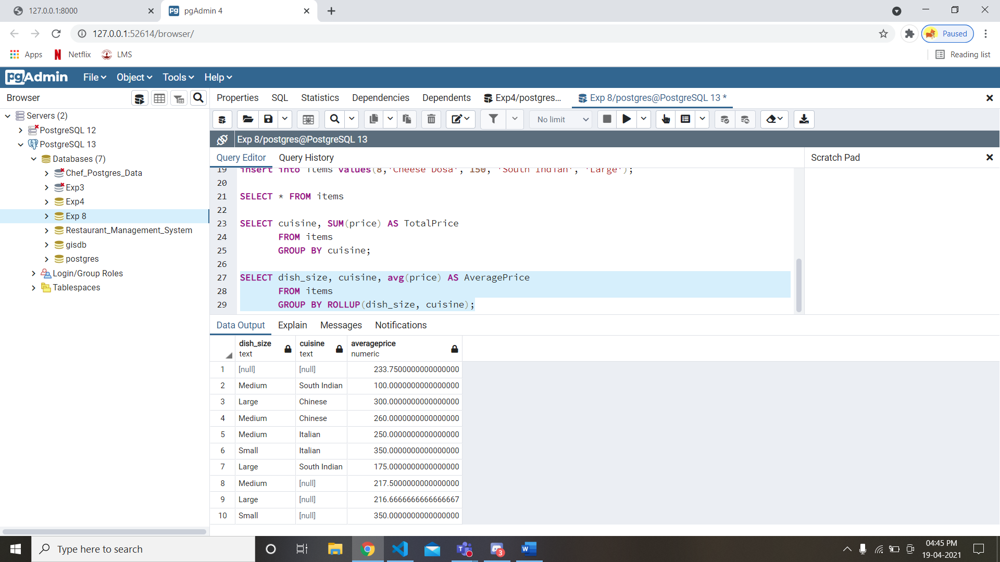 127.0.0.1:8000
pgAdmin 4
127.0.0.1:52614/browser/
Paused
Apps
Netflix
LMS
Reading list
pgAdmin
File
Object
Tools
Help
Browser
Properties
SQL
Statistics
Dependencies
Dependents
Exp4/postgres...
Exp 8/postgres@PostgreSQL 13 *
Servers (2)
PostgreSQL 12
PostgreSQL 13
Databases (7)
Chef_Postgres_Data
Exp3
Exp4
Exp 8
Restaurant_Management_System
gisdb
postgres
Login/Group Roles
Tablespaces
No limit
Exp 8/postgres@PostgreSQL 13
Query Editor
Query History
Scratch Pad
19 insert into items values(8,'Cheese Dosa', 150, 'South Indian', 'Large');
20
21 SELECT * FROM items
22
23 SELECT cuisine, SUM(price) AS TotalPrice
24 FROM items
25 GROUP BY cuisine;
26
27 SELECT dish_size, cuisine, avg(price) AS AveragePrice
28 FROM items
29 GROUP BY ROLLUP(dish_size, cuisine);
Data Output
Explain
Messages
Notifications
dish_size cuisine averageprice
text text numeric
1 [null] [null] 233.7500000000000000
2 Medium South Indian 100.0000000000000000
3 Large Chinese 300.0000000000000000
4 Medium Chinese 260.0000000000000000
5 Medium Italian 250.0000000000000000
6 Small Italian 350.0000000000000000
7 Large South Indian 175.0000000000000000
8 Medium [null] 217.5000000000000000
9 Large [null] 216.6666666666666667
10 Small [null] 350.0000000000000000
Type here to search
3
04:45 PM
19-04-2021